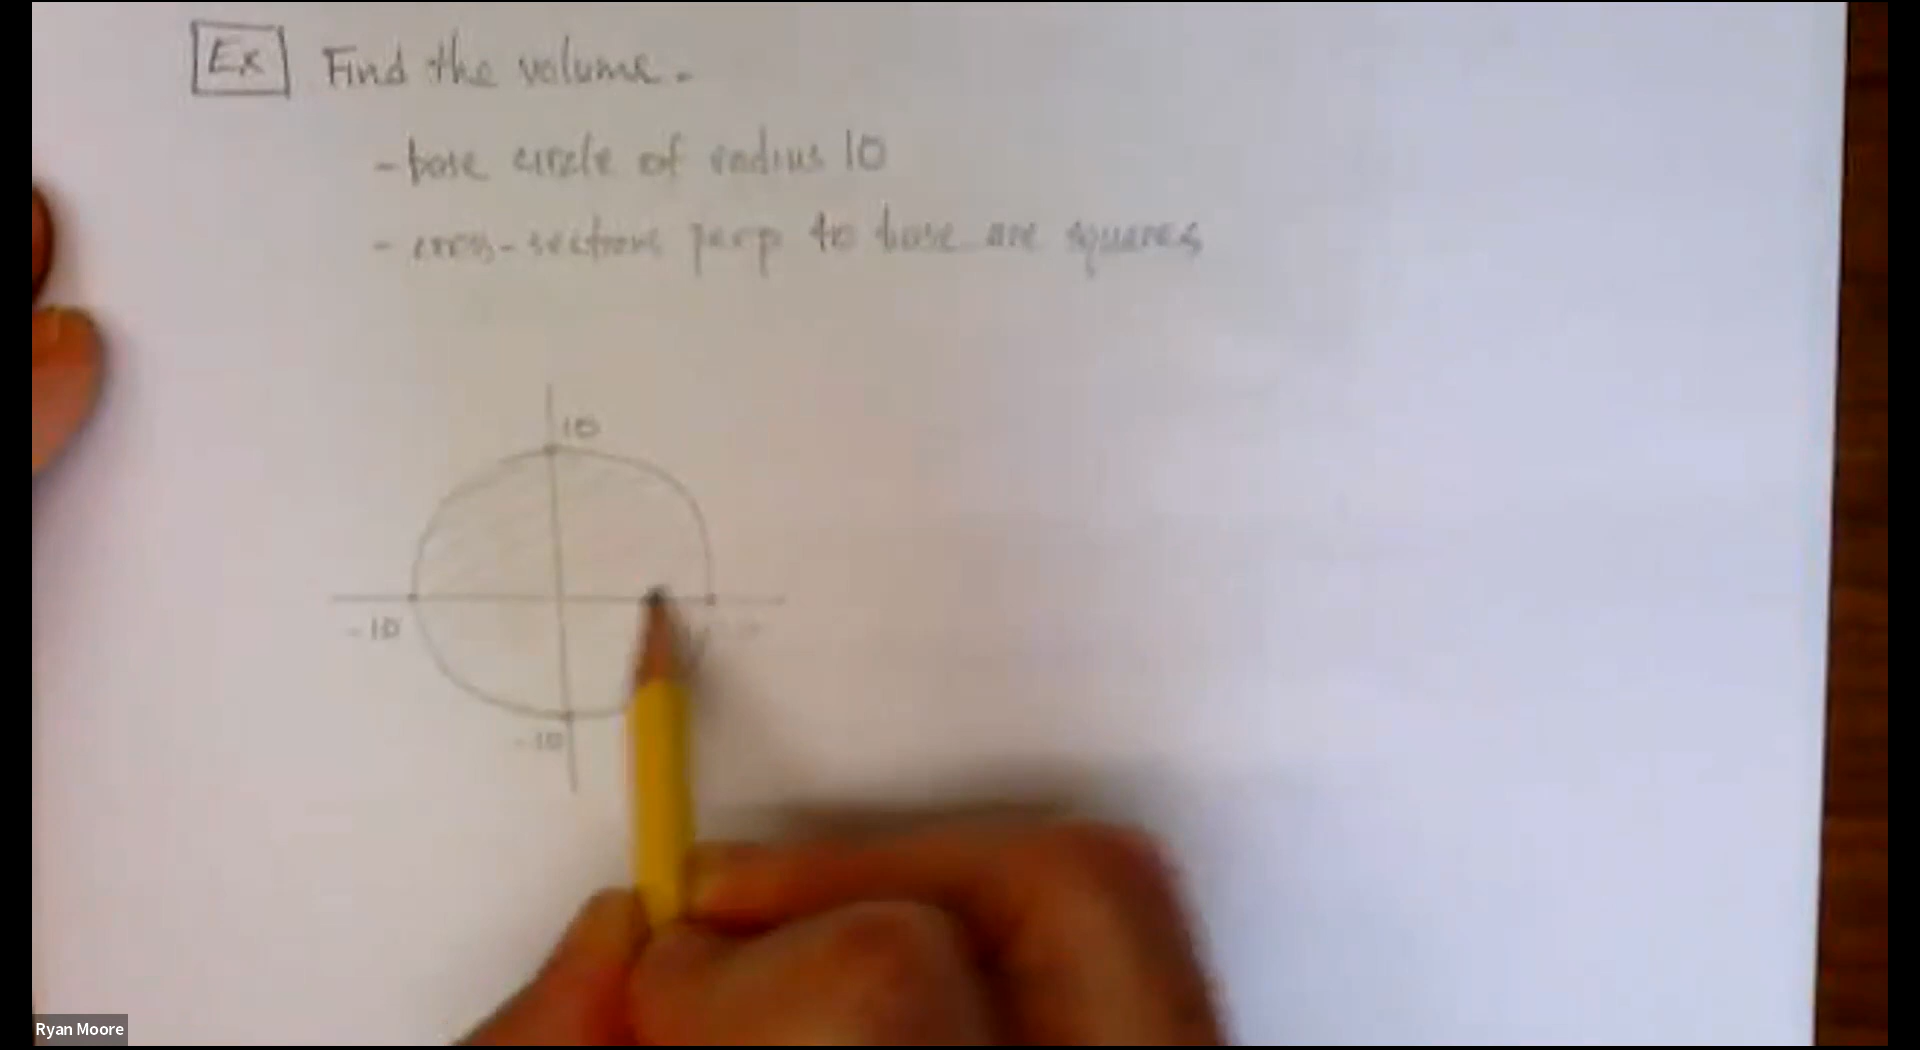 Ex Find the volume.
- base circle of radius 10
- cross-sections perp to base are squares
10
-10
-10
Ryan Moore